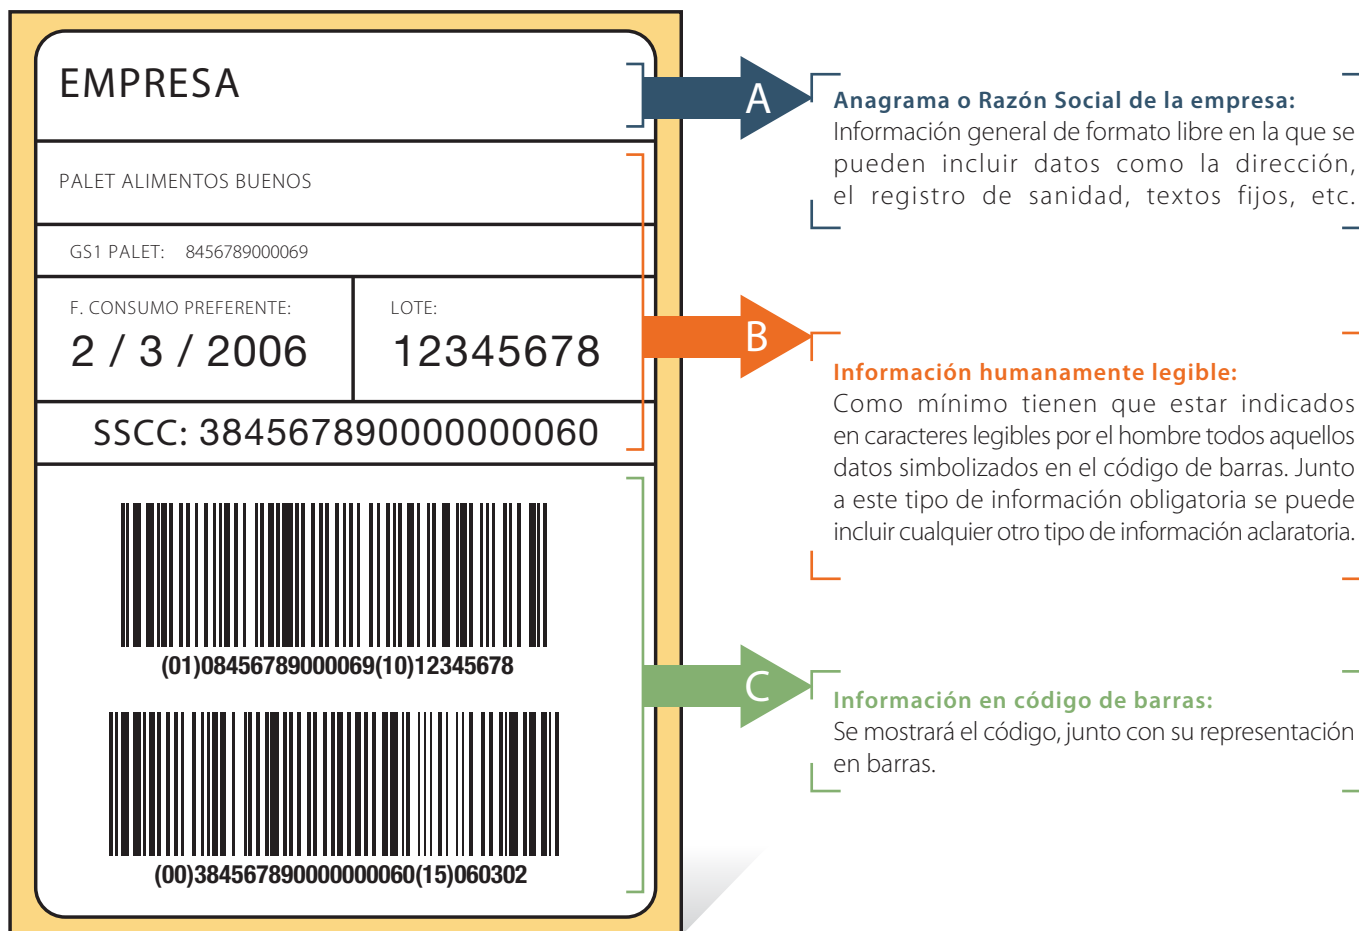 EMPRESA
PALET ALIMENTOS BUENOS
GS1 PALET: 8456789000069
F. CONSUMO PREFERENTE:
2 / 3 / 2006
LOTE:
12345678
SSCC: 384567890000000060
(01)08456789000069(10)12345678
(00)384567890000000060(15)060302
A
Anagrama o Razón Social de la empresa:
Información general de formato libre en la que se
pueden incluir datos como la dirección,
el registro de sanidad, textos fijos, etc.
B
Información humanamente legible:
Como mínimo tienen que estar indicados
en caracteres legibles por el hombre todos aquellos
datos simbolizados en el código de barras. Junto
a este tipo de información obligatoria se puede
incluir cualquier otro tipo de información aclaratoria.
C
Información en código de barras:
Se mostrará el código, junto con su representación
en barras.